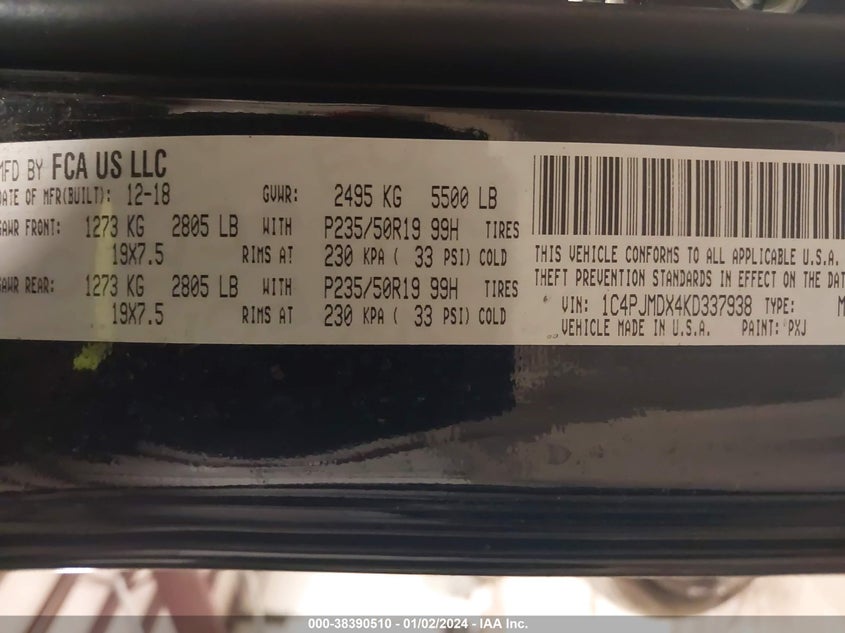 MFD BY FCA US LLC
DATE OF MFR(BUILT): 12-18 GVWR: 2495 KG 5500 LB
GAWR FRONT: 1273 KG 2805 LB WITH P235/50R19 99H TIRES
19X7.5 RIMS AT 230 KPA ( 33 PSI) COLD
GAWR REAR: 1273 KG 2805 LB WITH P235/50R19 99H TIRES
19X7.5 RIMS AT 230 KPA ( 33 PSI) COLD
THIS VEHICLE CONFORMS TO ALL APPLICABLE U.S.A.
THEFT PREVENTION STANDARDS IN EFFECT ON THE DA
VIN: 1C4PJMDX4KD337938 TYPE: M
VEHICLE MADE IN U.S.A. PAINT: PXJ
000-38390510 — 01/02/2024 — IAA Inc.